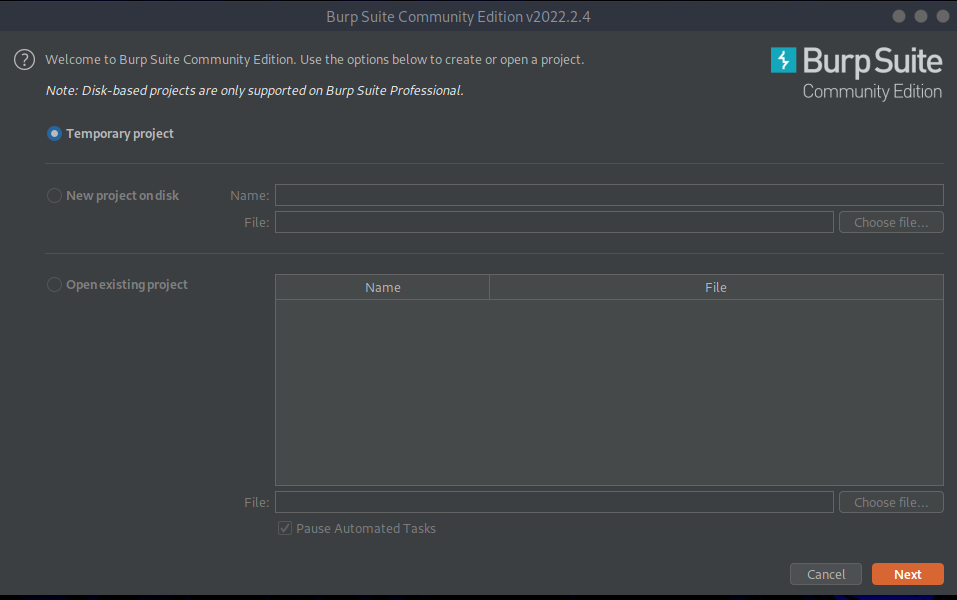 Burp Suite Community Edition v2022.2.4
?
Welcome to Burp Suite Community Edition. Use the options below to create or open a project.
Note: Disk-based projects are only supported on Burp Suite Professional.
Burp Suite
Community Edition
Temporary project
New project on disk
Name:
File:
Choose file...
Open existing project
Name File
File:
Choose file...
Pause Automated Tasks
Cancel Next